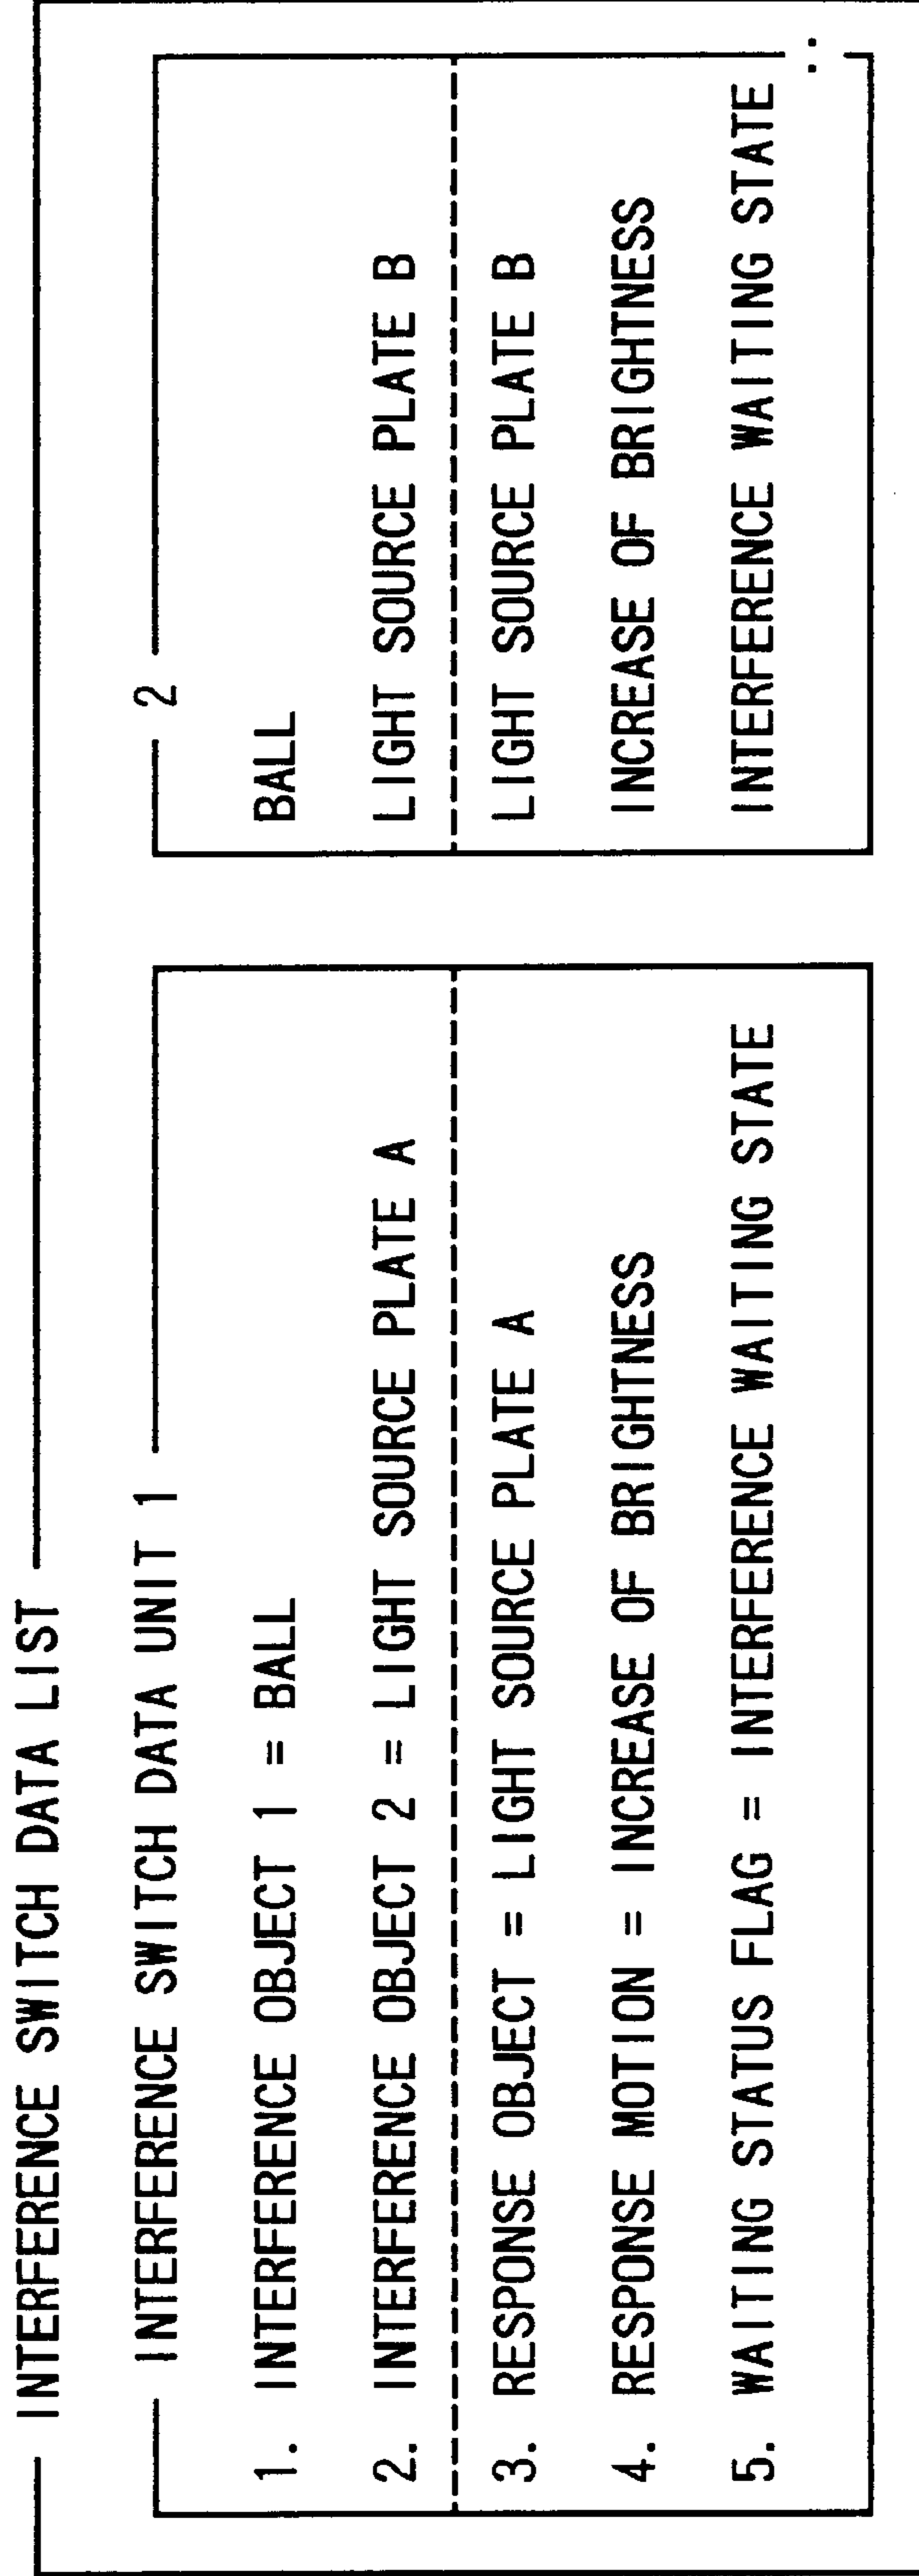 INTERFERENCE SWITCH DATA LIST
INTERFERENCE SWITCH DATA UNIT 1
1. INTERFERENCE OBJECT 1 = BALL
2. INTERFERENCE OBJECT 2 = LIGHT SOURCE PLATE A
3. RESPONSE OBJECT = LIGHT SOURCE PLATE A
4. RESPONSE MOTION = INCREASE OF BRIGHTNESS
5. WAITING STATUS FLAG = INTERFERENCE WAITING STATE
2
BALL
LIGHT SOURCE PLATE B
LIGHT SOURCE PLATE B
INCREASE OF BRIGHTNESS
INTERFERENCE WAITING STATE